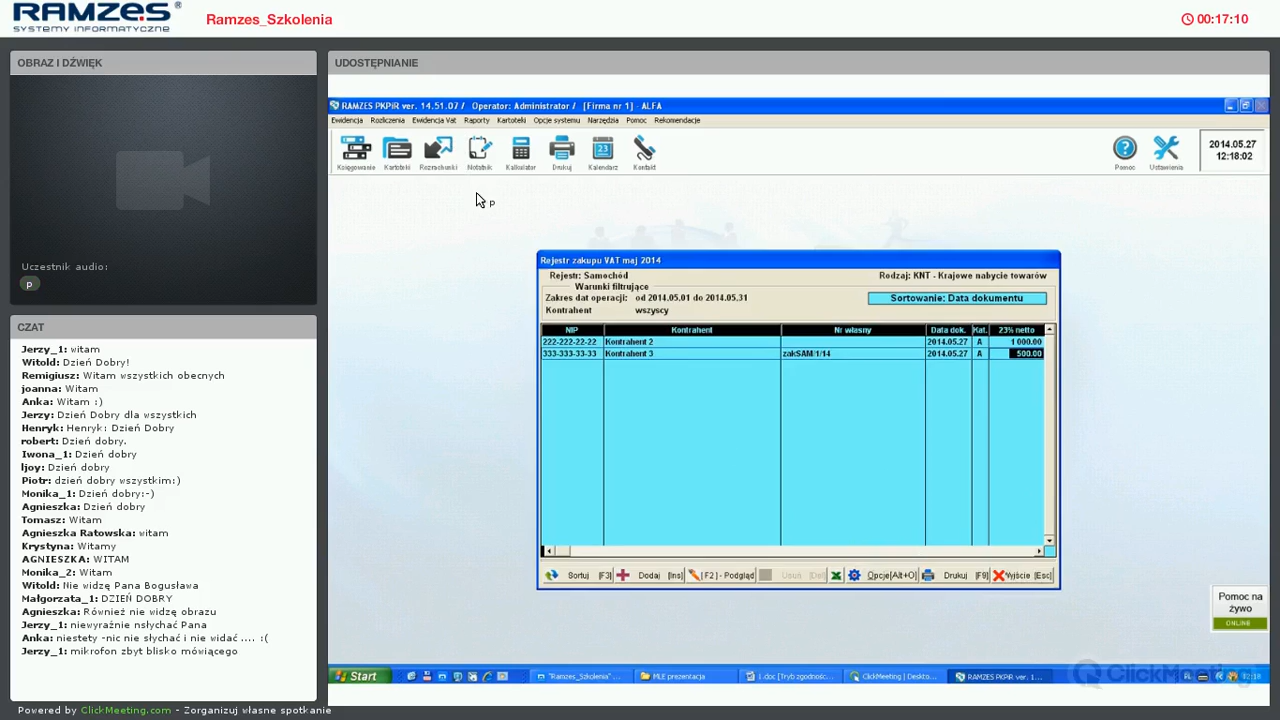 RAMZES ®
SYSTEMY INFORMATYCZNE
Ramzes_Szkolenia
00:17:10
OBRAZ I DŹWIĘK
UDOSTĘPNIANIE
Uczestnik audio:
p
CZAT
Jerzy_1: witam
Witold: Dzień Dobry!
Remigiusz: Witam wszystkich obecnych
joanna: Witam
Anka: Witam :)
Jerzy: Dzień Dobry dla wszystkich
Henryk: Henryk: Dzień Dobry
robert: Dzień dobry.
Iwona_1: Dzień dobry
ljoy: Dzień dobry
Piotr: dzień dobry wszystkim:)
Monika_1: Dzień dobry:-)
Agnieszka: Dzień dobry
Tomasz: Witam
Agnieszka Ratowska: witam
Krystyna: Witamy
AGNIESZKA: WITAM
Monika_2: Witam
Witold: Nie widzę Pana Bogusława
Małgorzata_1: DZIEŃ DOBRY
Agnieszka: Również nie widzę obrazu
Jerzy_1: niewyraźnie nsłychać Pana
Anka: niestety -nic nie słychać i nie widać .... :(
Jerzy_1: mikrofon zbyt blisko mówiącego
Powered by ClickMeeting.com - Zorganizuj własne spotkanie
RAMZES PKPiR ver. 14.51.07 / Operator: Administrator / [Firma nr 1] - ALFA
Ewidencja Rozliczenia Ewidencja Vat Raporty Kartoteki Opcje systemu Narzędzia Pomoc Rekomendacje
Księgowanie Kartoteki Rozrachunki Notatnik Kalkulator Drukuj 23 Kalendarz Kontakt ? Pomoc Ustawienia
2014.05.27
12:18:02
p
Rejestr zakupu VAT maj 2014
Rejestr: Samochód Rodzaj: KNT - Krajowe nabycie towarów
Warunki filtrujące
Zakres dat operacji: od 2014.05.01 do 2014.05.31 Sortowanie: Data dokumentu
Kontrahent wszyscy
NIP Kontrahent Nr własny Data dok. Kat. 23% netto
222-222-22-22 Kontrahent 2 2014.05.27 A 1 000.00
333-333-33-33 Kontrahent 3 zakSAM/1/14 2014.05.27 A 500.00
Sortuj [F3] Dodaj [Ins] [F2] - Podgląd Usuń [Del] Opcje[Alt+O] Drukuj [F9] Wyjście [Esc]
Pomoc na
żywo
ONLINE
Start "Ramzes_Szkolenia" ... MLE prezentacja 1.doc [Tryb zgodnośc... ClickMeeting | Deskto... RAMZES PKPiR ver. 1... PL 12:18
ClickMeeting